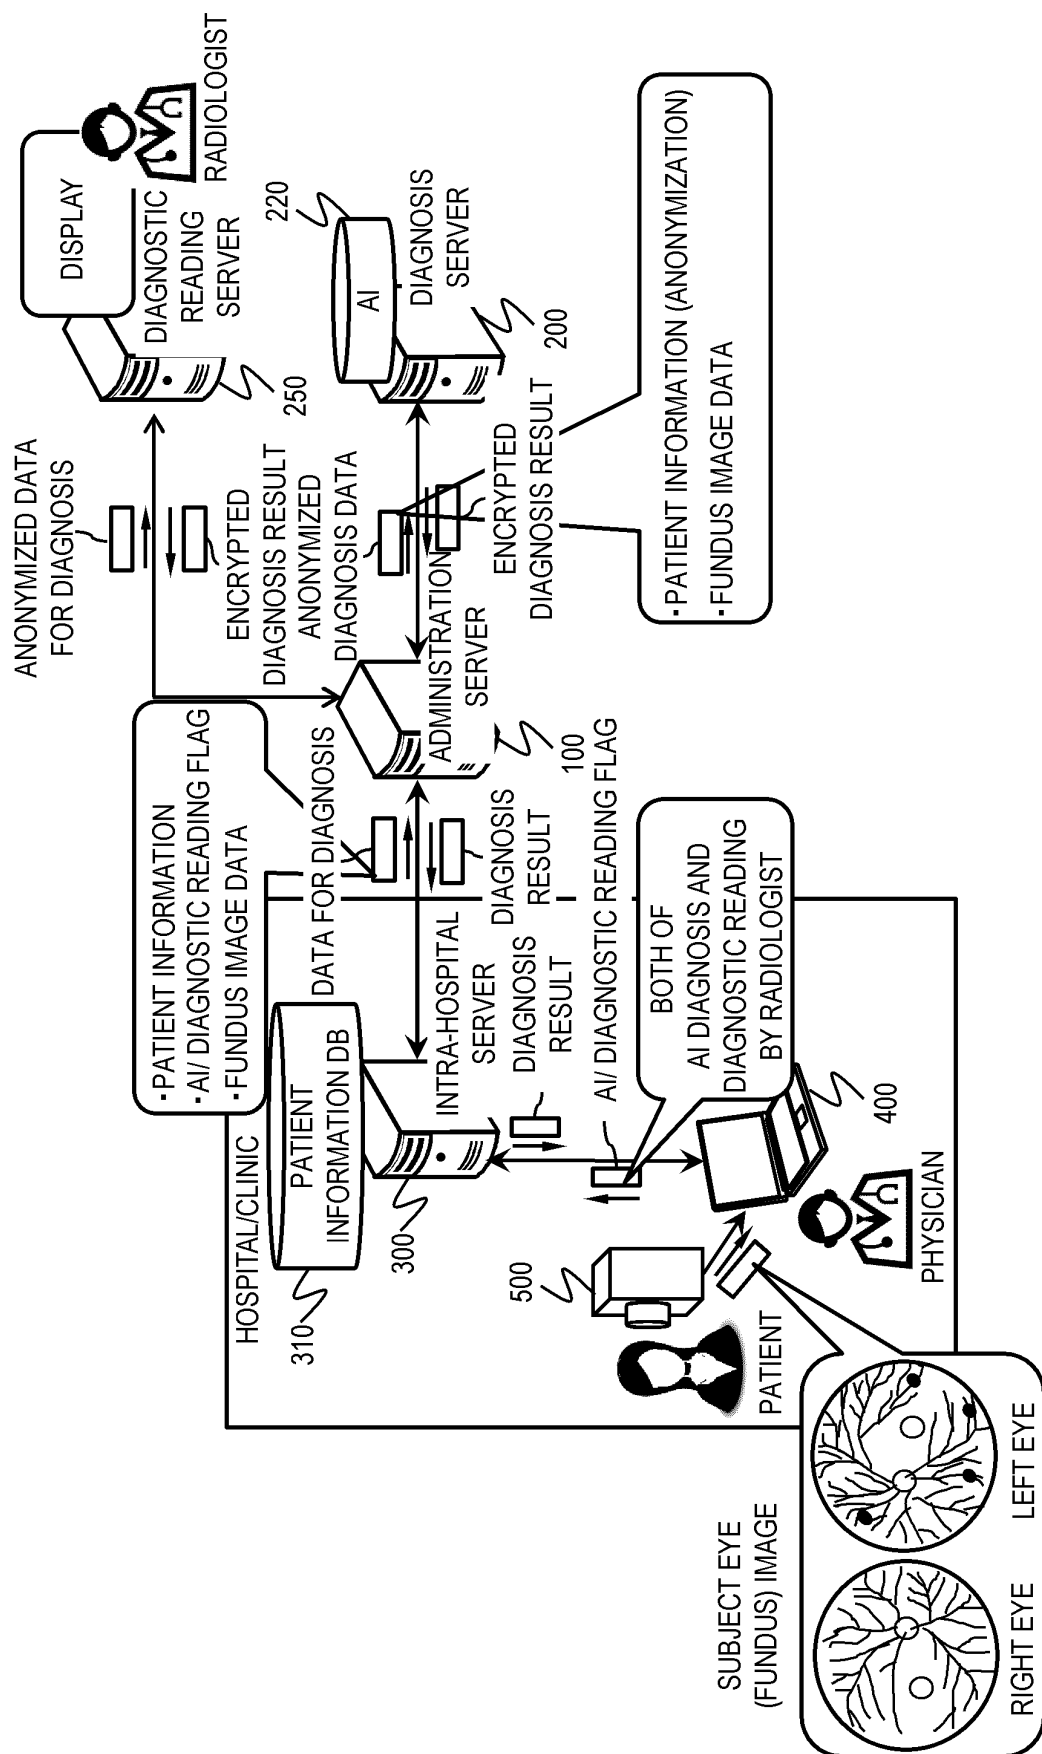 HOSPITAL/CLINIC
310
PATIENT
INFORMATION DB
300
INTRA-HOSPITAL
SERVER
・PATIENT INFORMATION
・AI/ DIAGNOSTIC READING FLAG
・FUNDUS IMAGE DATA
DATA FOR DIAGNOSIS
DIAGNOSIS
RESULT
DIAGNOSIS
RESULT
AI/ DIAGNOSTIC READING FLAG
BOTH OF
AI DIAGNOSIS AND
DIAGNOSTIC READING
BY RADIOLOGIST
500
PATIENT
400
PHYSICIAN
SUBJECT EYE
(FUNDUS) IMAGE
RIGHT EYE
LEFT EYE
ADMINISTRATION
SERVER
100
ANONYMIZED DATA
FOR DIAGNOSIS
ENCRYPTED
DIAGNOSIS RESULT
ANONYMIZED
DIAGNOSIS DATA
ENCRYPTED
DIAGNOSIS RESULT
DISPLAY
DIAGNOSTIC
READING
SERVER
250
RADIOLOGIST
220
AI
DIAGNOSIS
SERVER
200
・PATIENT INFORMATION (ANONYMIZATION)
・FUNDUS IMAGE DATA